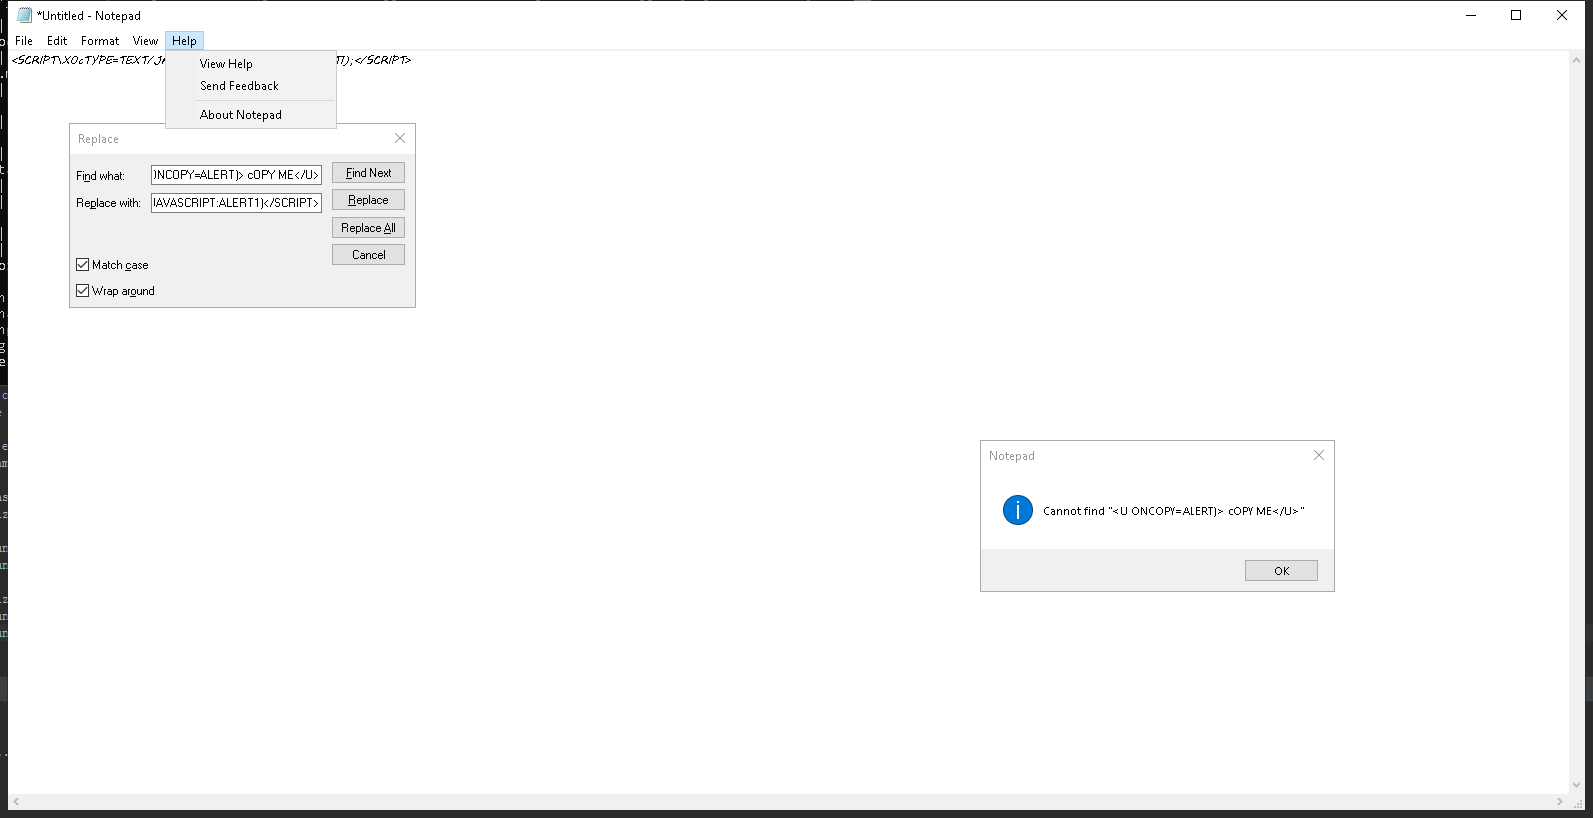 *Untitled - Notepad
File Edit Format View Help
<SCRIPT\XOcTYPE=TEXT/JA );</SCRIPT>
View Help
Send Feedback
About Notepad
Replace
Find what: )NCOPY=ALERT)> cOPY ME</U> Find Next
Replace with: AVASCRIPT:ALERT1)</SCRIPT> Replace
Replace All
Cancel
Match case
Wrap around
Notepad
Cannot find "<U ONCOPY=ALERT)> cOPY ME</U>"
OK